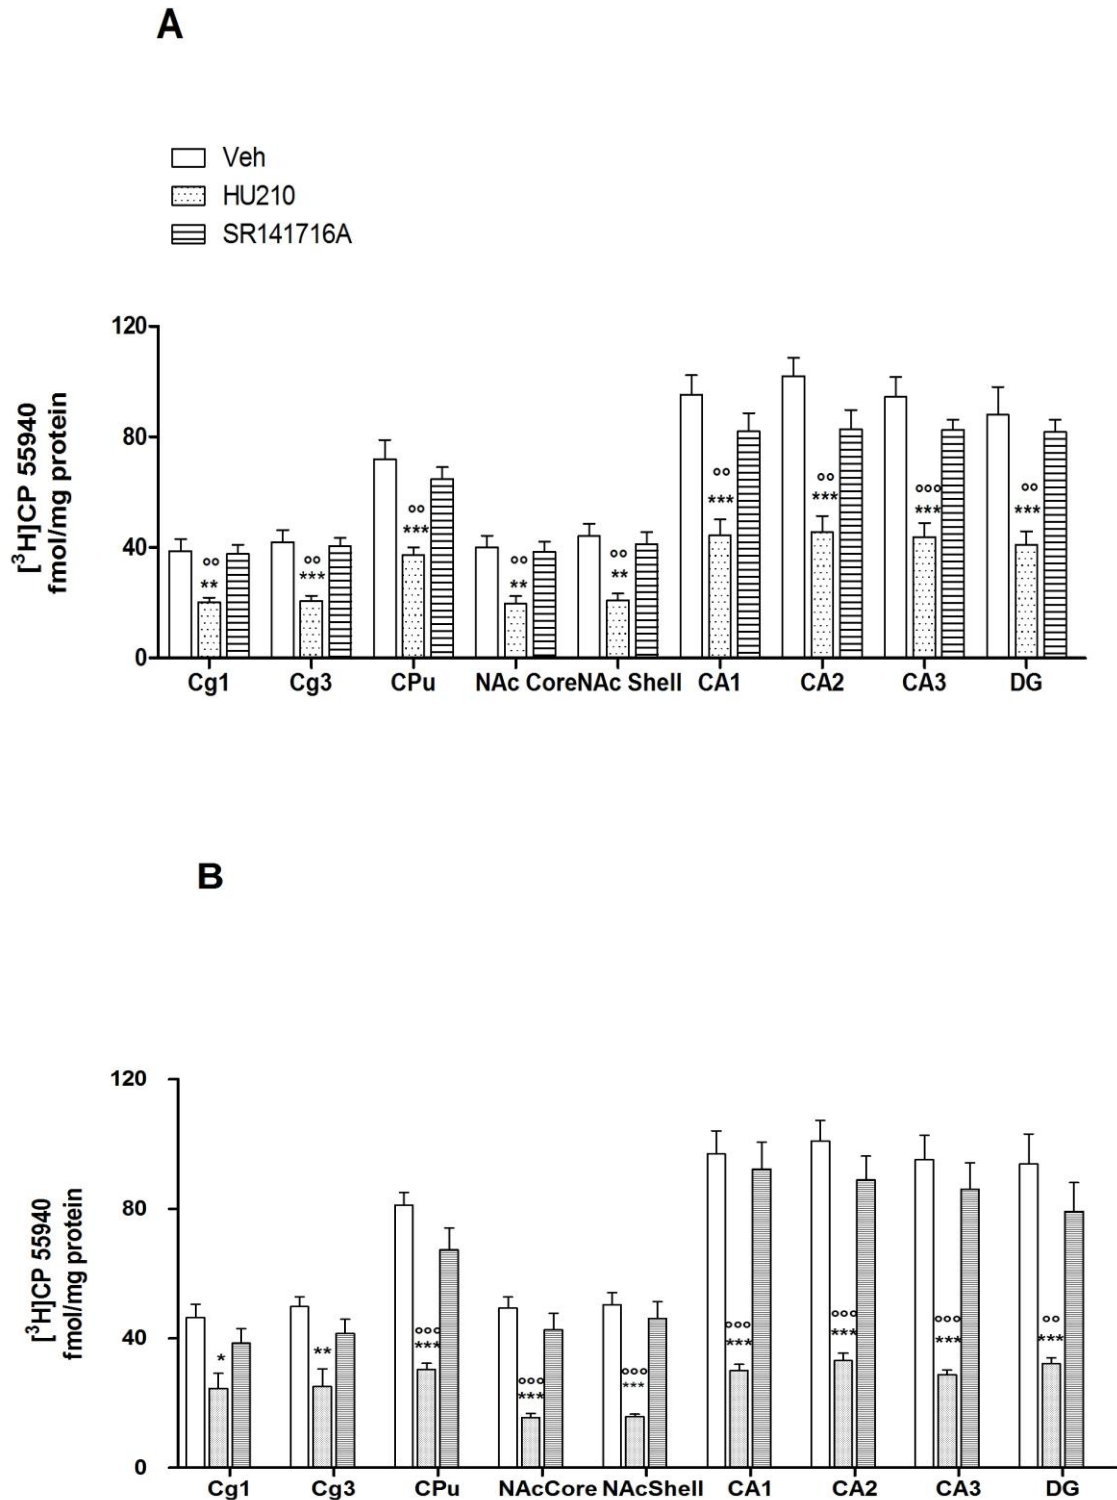 A
Veh
HU210
SR141716A
[³H]CP 55940
fmol/mg protein
120
80
40
0
°° ** °° *** °° *** °° ** °° ** °° *** °° *** °°° *** °° ***
Cg1 Cg3 CPu NAc CoreNAc Shell CA1 CA2 CA3 DG
B
[³H]CP 55940
fmol/mg protein
120
80
40
0
* ** °°° *** °°° *** °°° *** °°° *** °°° *** °°° *** °° ***
Cg1 Cg3 CPu NAcCore NAcShell CA1 CA2 CA3 DG